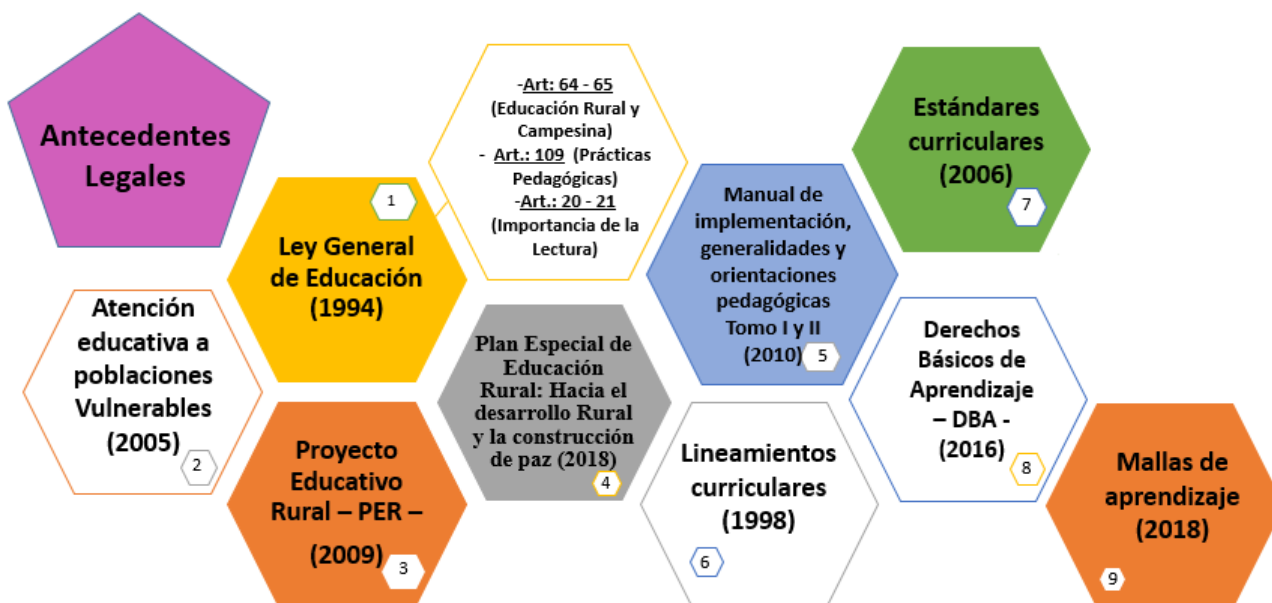 Antecedentes
Legales
1
Ley General
de Educación
(1994)
-Art: 64 - 65
(Educación Rural y
Campesina)
- Art.: 109 (Prácticas
Pedagógicas)
-Art.: 20 - 21
(Importancia de la
Lectura)
Atención
educativa a
poblaciones
Vulnerables
(2005)
2
Proyecto
Educativo
Rural – PER –
(2009)
3
Plan Especial de
Educación
Rural: Hacia el
desarrollo Rural
y la construcción
de paz (2018)
4
Manual de
implementación,
generalidades y
orientaciones
pedagógicas
Tomo I y II
(2010)
5
Lineamientos
curriculares
(1998)
6
Estándares
curriculares
(2006)
7
Derechos
Básicos de
Aprendizaje
– DBA -
(2016)
8
Mallas de
aprendizaje
(2018)
9